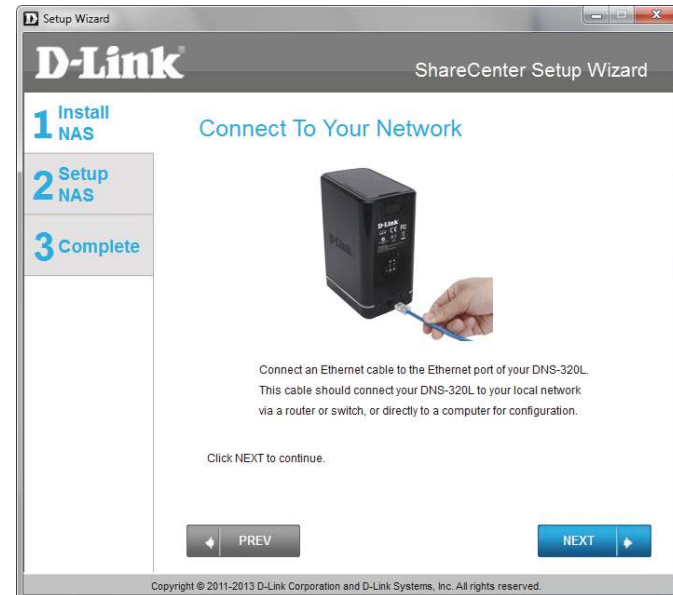 Setup Wizard
D-Link
ShareCenter Setup Wizard
1 Install
NAS
2 Setup
NAS
3 Complete
Connect To Your Network
D-Link
D-Link
Connect an Ethernet cable to the Ethernet port of your DNS-320L.
This cable should connect your DNS-320L to your local network
via a router or switch, or directly to a computer for configuration.
Click NEXT to continue.
PREV
NEXT
Copyright © 2011-2013 D-Link Corporation and D-Link Systems, Inc. All rights reserved.